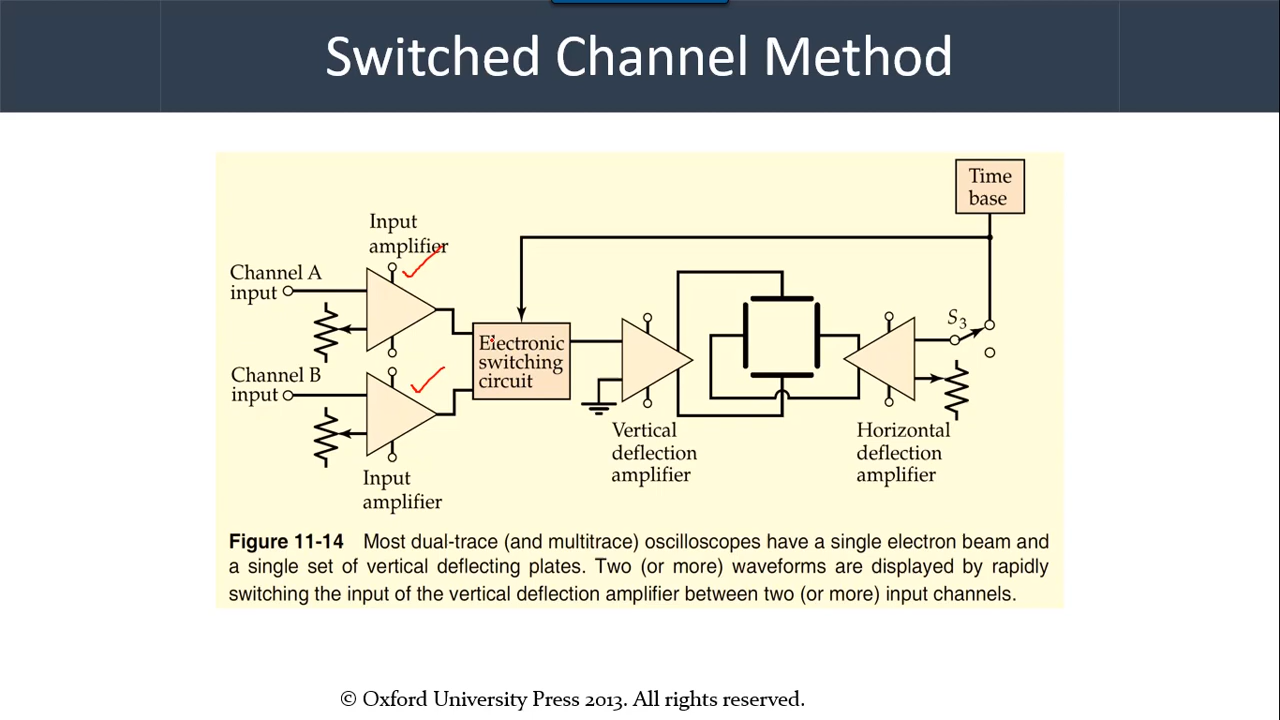 Switched Channel Method
Time
base
Input
amplifier
Channel A
input
S3
Electronic
switching
circuit
Channel B
input
Vertical
deflection
amplifier
Horizontal
deflection
amplifier
Input
amplifier
Figure 11-14 Most dual-trace (and multitrace) oscilloscopes have a single electron beam and
a single set of vertical deflecting plates. Two (or more) waveforms are displayed by rapidly
switching the input of the vertical deflection amplifier between two (or more) input channels.
© Oxford University Press 2013. All rights reserved.